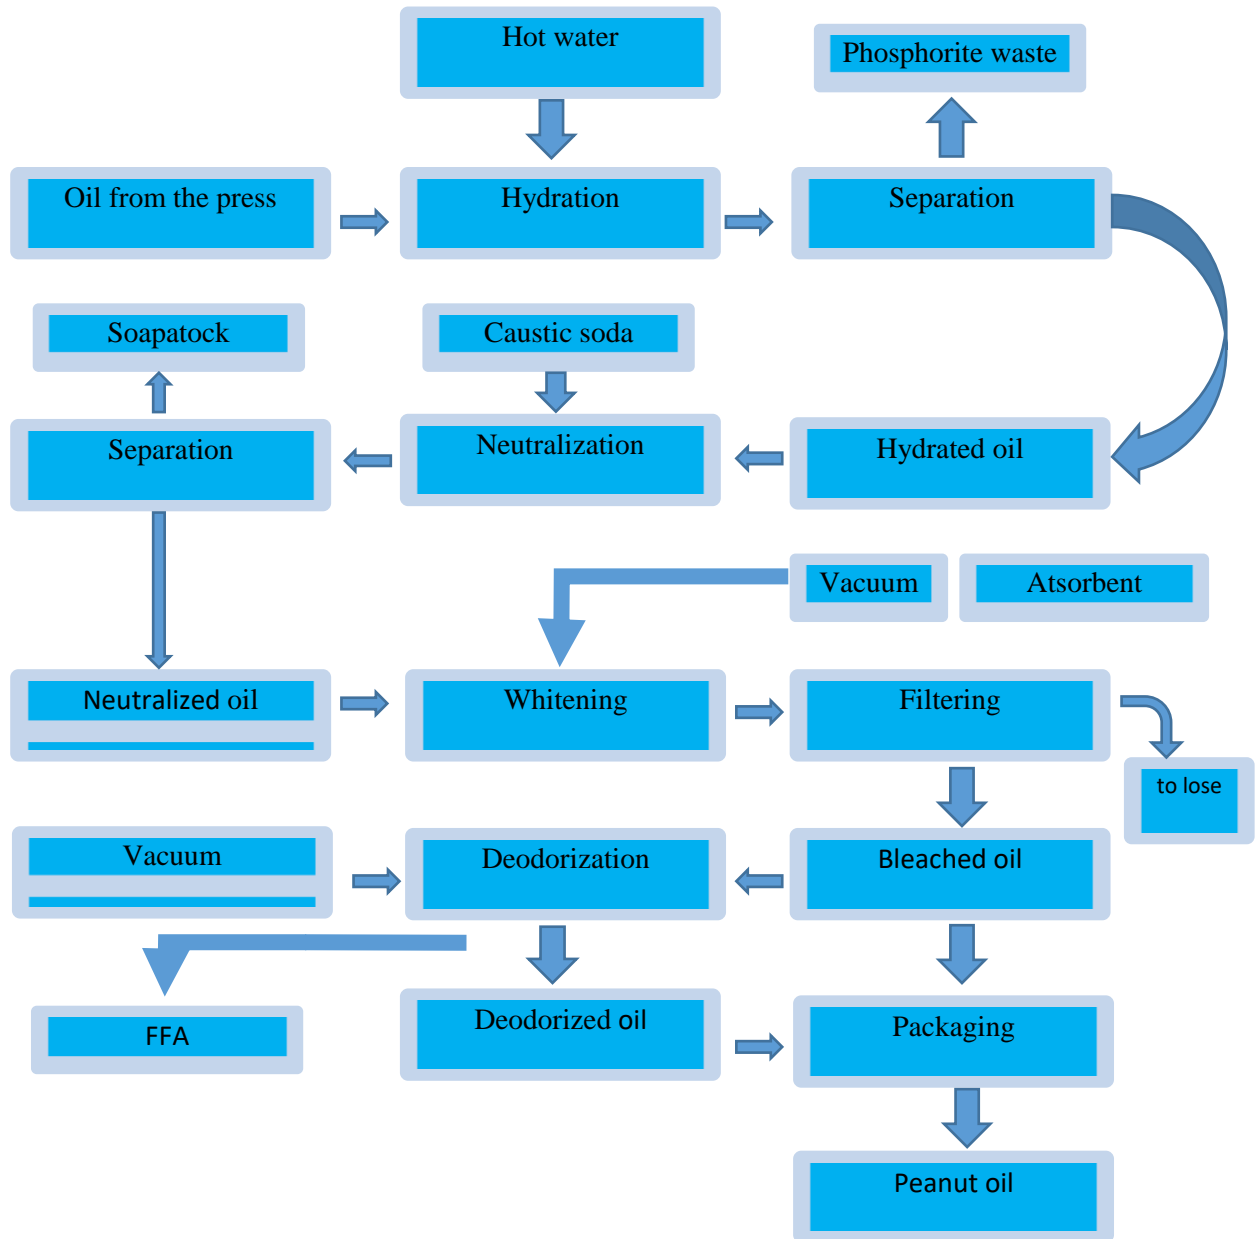 Hot water
Phosphorite waste
Oil from the press
Hydration
Separation
Soapatock
Caustic soda
Separation
Neutralization
Hydrated oil
Vacuum
Atsorbent
Neutralized oil
Whitening
Filtering
to lose
Vacuum
Deodorization
Bleached oil
FFA
Deodorized oil
Packaging
Peanut oil